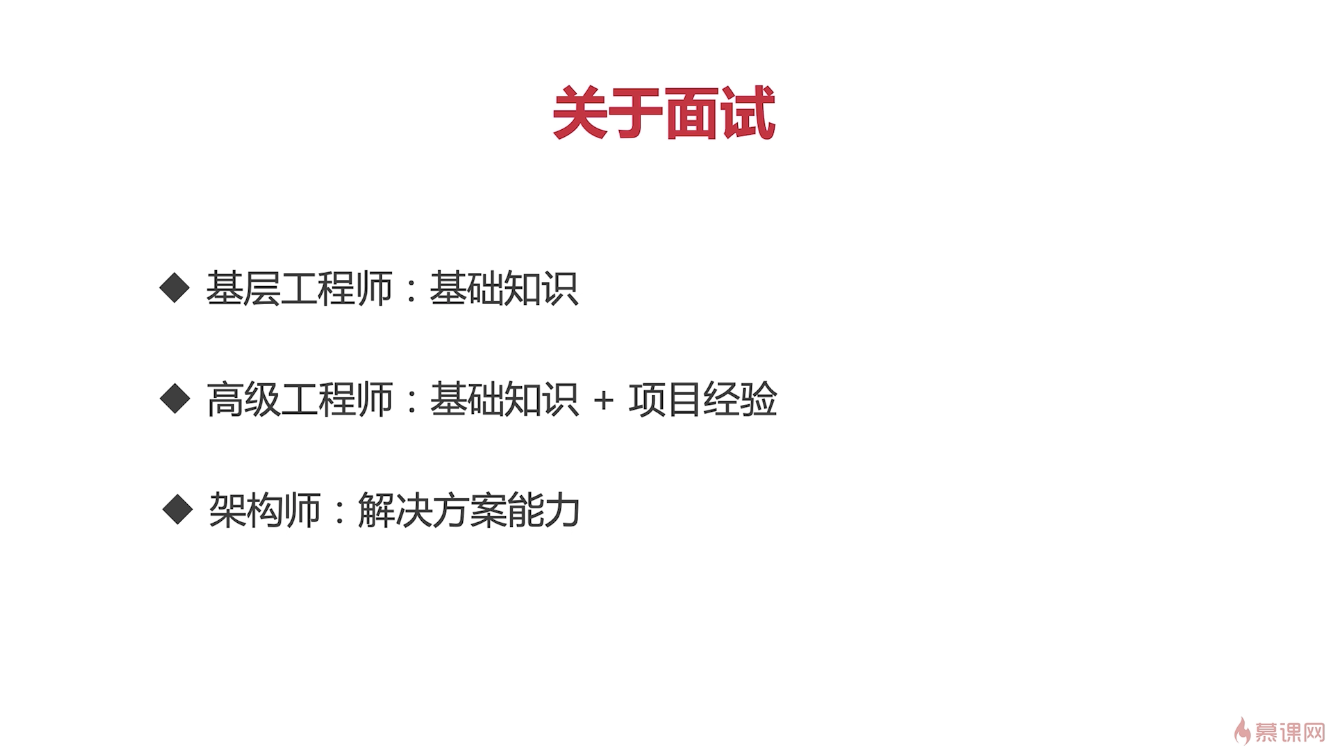 关于面试
◆ 基层工程师：基础知识
◆ 高级工程师：基础知识 + 项目经验
◆ 架构师：解决方案能力
慕课网